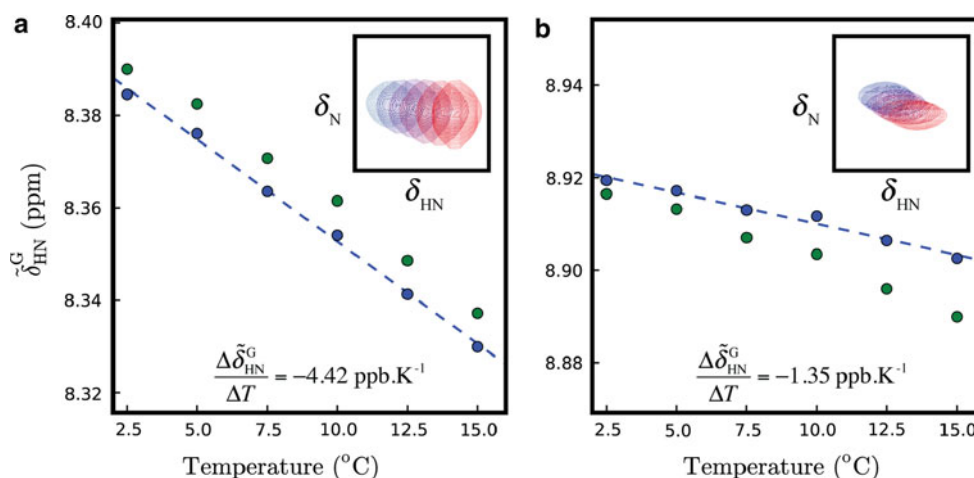 a
b
8.40
8.38
8.36
8.34
8.32
δ̃ᴳHN (ppm)
δN
δHN
Δδ̃ᴳHN
ΔT
= −4.42 ppb.K⁻¹
2.5 5.0 7.5 10.0 12.5 15.0
Temperature (°C)
8.94
8.92
8.90
8.88
δN
δHN
Δδ̃ᴳHN
ΔT
= −1.35 ppb.K⁻¹
2.5 5.0 7.5 10.0 12.5 15.0
Temperature (°C)